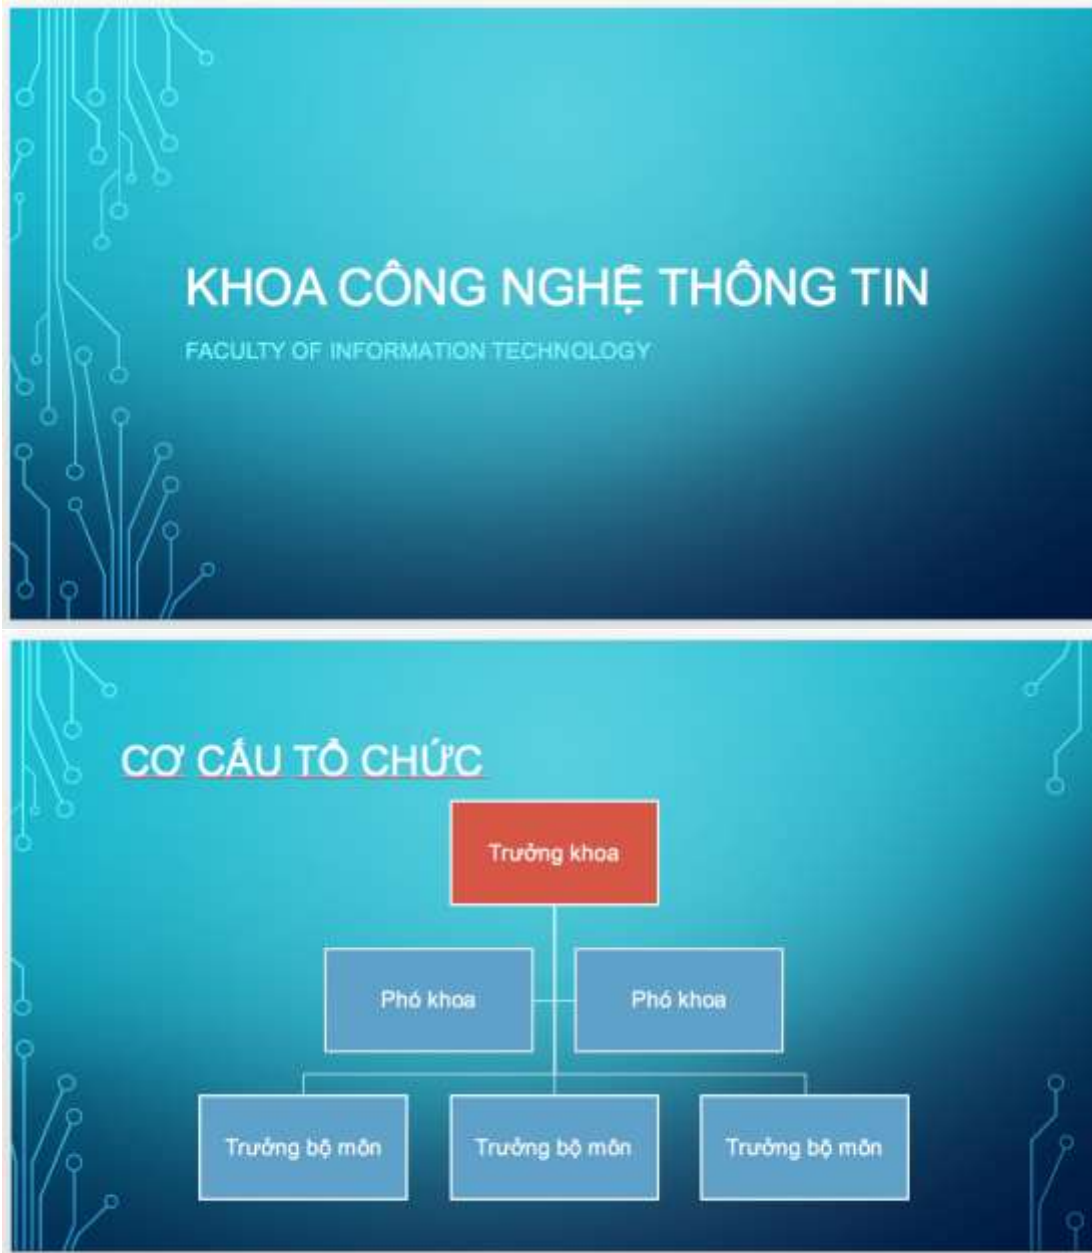 KHOA CÔNG NGHỆ THÔNG TIN
FACULTY OF INFORMATION TECHNOLOGY
CƠ CẤU TỔ CHỨC
Trưởng khoa
Phó khoa
Phó khoa
Trưởng bộ môn
Trưởng bộ môn
Trưởng bộ môn